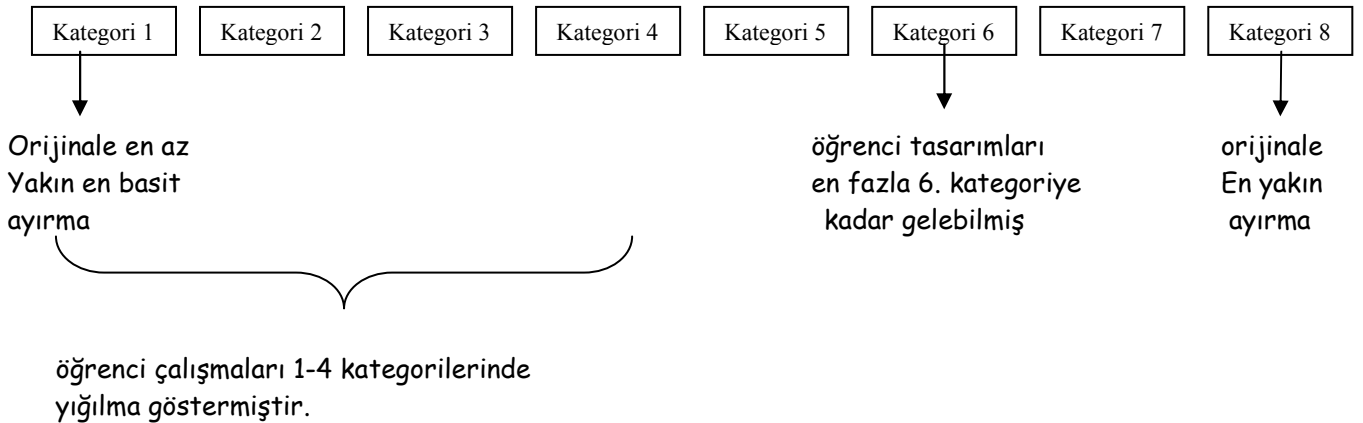 Kategori 1 Kategori 2 Kategori 3 Kategori 4 Kategori 5 Kategori 6 Kategori 7 Kategori 8
Orijinale en az
Yakın en basit
ayırma
öğrenci tasarımları
en fazla 6. kategoriye
kadar gelebilmiş
orijinale
En yakın
ayırma
öğrenci çalışmaları 1-4 kategorilerinde
yığılma göstermiştir.